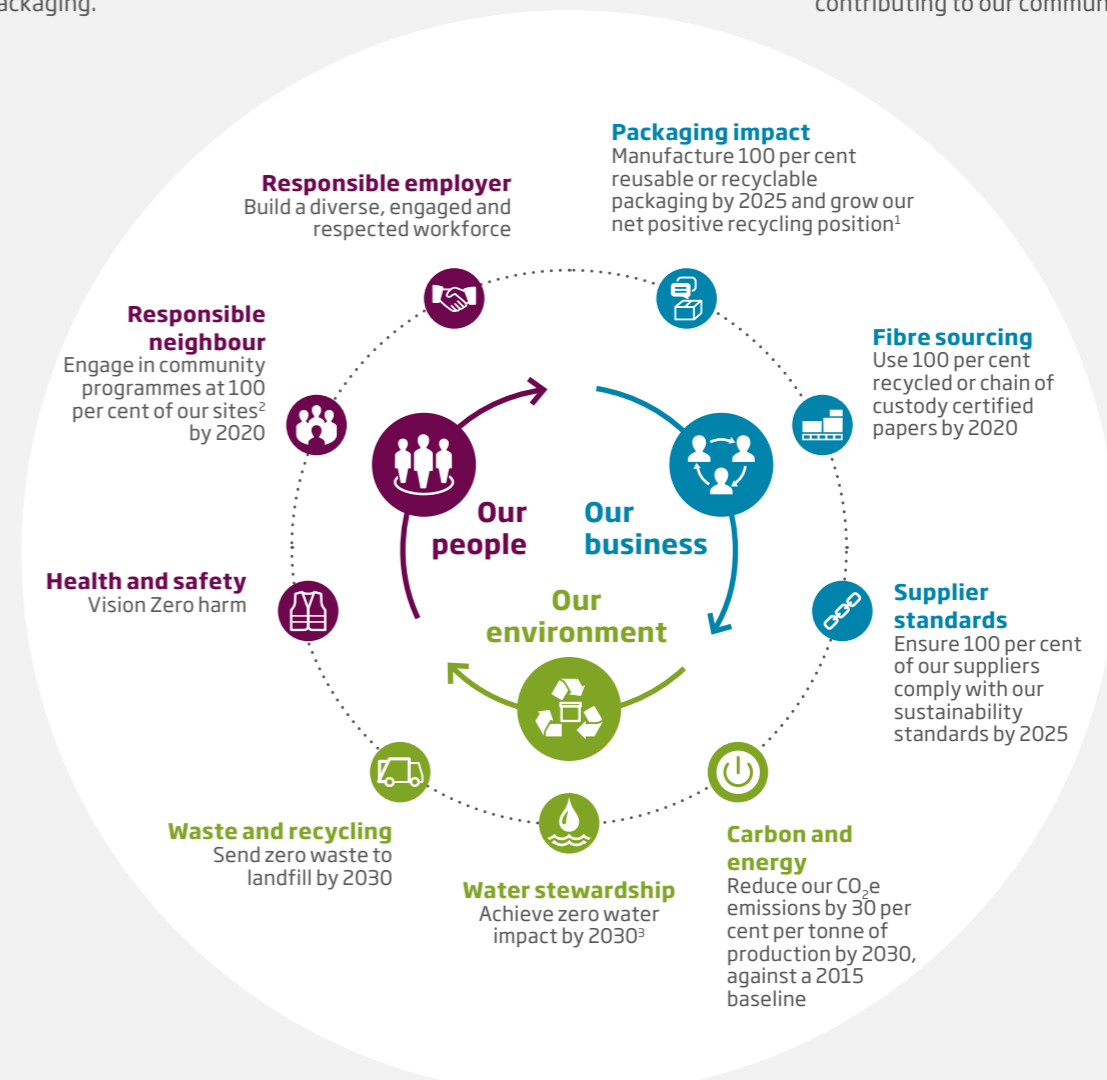 ackaging.
contributing to our commun
Packaging impact
Manufacture 100 per cent
reusable or recyclable
packaging by 2025 and grow our
net positive recycling position¹
Responsible employer
Build a diverse, engaged and
respected workforce
Responsible
neighbour
Engage in community
programmes at 100
per cent of our sites²
by 2020
Fibre sourcing
Use 100 per cent
recycled or chain of
custody certified
papers by 2020
Our
people
Our
business
Our
environment
Health and safety
Vision Zero harm
Supplier
standards
Ensure 100 per cent
of our suppliers
comply with our
sustainability
standards by 2025
Waste and recycling
Send zero waste to
landfill by 2030
Water stewardship
Achieve zero water
impact by 2030³
Carbon and
energy
Reduce our CO₂e
emissions by 30 per
cent per tonne of
production by 2030,
against a 2015
baseline